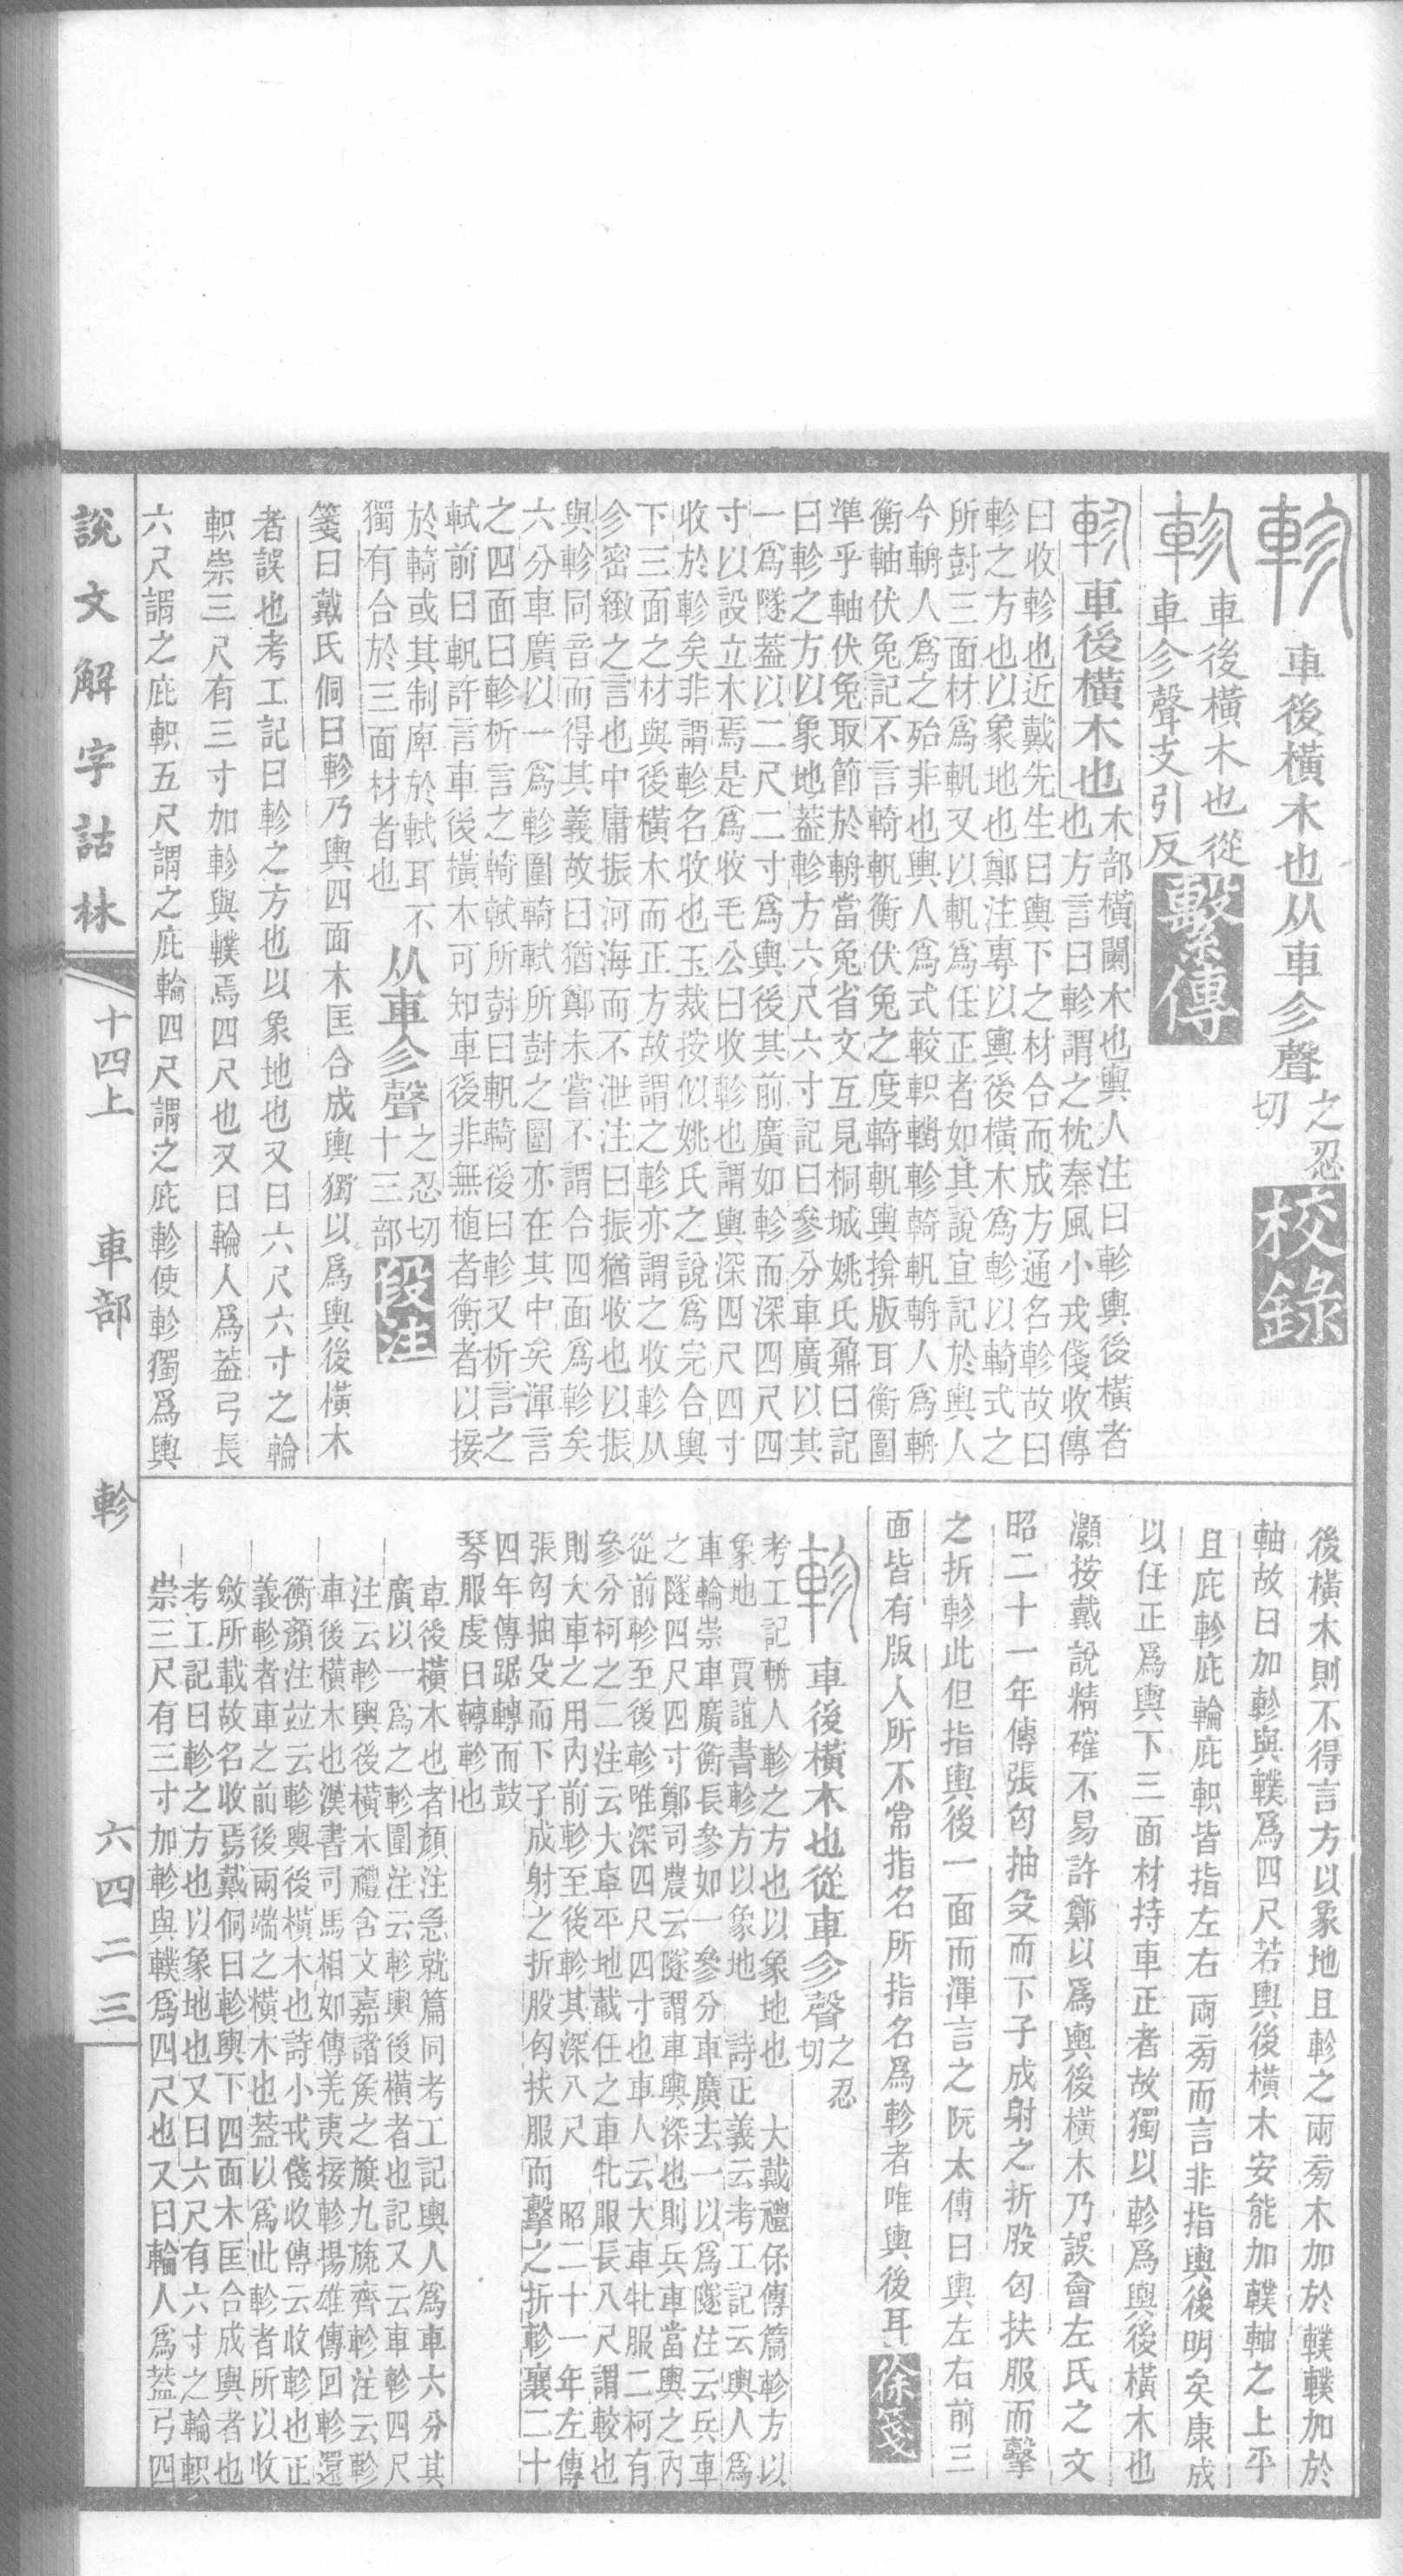 軫 車後橫木也从車㐱聲之忍切 校錄
軫 車後橫木也從車㐱聲支引反 繫傳
軫 車後橫木也木部橫闌木也輿人注曰軫輿後橫者
也方言曰軫謂之枕秦風小戎俴收傳
曰收軫也近戴先生曰輿下之材合而成方通名軫故曰
軫之方也以象地也鄭注專以輿後橫木爲軫以輢式之
所尌三面材爲軓又以軓爲任正者如其說宜記於輿人
今輈人爲之殆非也輿人爲式較軹轛軫輢軓輈人爲輈
衡軸伏兔記不言輢軓衡伏兔之度輢軓輿揜版耳衡圍
準乎軸伏兔取節於輈當兔省文互見桐城姚氏鼐曰記
曰軫之方以象地葢軫方六尺六寸記曰參分車廣以其
一爲隧葢以二尺二寸爲輿後其前廣如軫而深四尺四
寸以設立木焉是爲收毛公曰收軫也謂輿深四尺四寸
收於軫矣非謂軫名收也玉裁按似姚氏之說爲完合輿
下三面之材與後橫木而正方故謂之軫亦謂之收軫从
㐱密緻之言也中庸振河海而不泄注曰振猶收也以振
與軫同音而得其義故曰猶鄭未嘗不謂合四面爲軫矣
六分車廣以一爲軫圍輢軾所尌之圍亦在其中矣渾言
之四面曰軫析言之輢軾所尌曰軓輢後曰軫又析言之
軾前曰軓許言車後橫木可知車後非無植者衡者以接
於輢或其制庳於軾耳不
獨有合於三面材者也 从車㐱聲之忍切十三部 段注
箋曰戴氏侗曰軫乃輿四面木匡合成輿獨以爲輿後橫木
者誤也考工記曰軫之方也以象地也又曰六尺六寸之輪
軹崇三尺有三寸加軫與轐焉四尺也又曰輪人爲葢弓長
六尺謂之庇軹五尺謂之庇輪四尺謂之庇軫使軫獨爲輿
後橫木則不得言方以象地且軫之兩旁木加於轐轐加於
軸故曰加軫與轐爲四尺若輿後橫木安能加轐軸之上乎
且庇軫庇輪庇軹皆指左右兩旁而言非指輿後明矣康成
以任正爲輿下三面材持車正者故獨以軫爲輿後橫木也
灝按戴說精確不易許鄭以爲輿後橫木乃誤會左氏之文
昭二十一年傳張匄抽殳而下子成射之折股匄扶服而擊
之折軫此但指輿後一面而渾言之阮太傅曰輿左右前三
面皆有版人所不常指名所指名爲軫者唯輿後耳 徐箋
軫 車後橫木也從車㐱聲之忍切
考工記輈人軫之方也以象地也 大戴禮保傳篇軫方以
象地 賈誼書軫方以象地 詩正義云考工記云輿人爲
車輪崇車廣衡長參如一參分車廣去一以爲隧注云兵車
之隧四尺四寸鄭司農云隧謂車輿深也則兵車當輿之內
從前軫至後軫唯深四尺四寸也車人云大車牝服二柯有
參分柯之二注云大車平地載任之車牝服長八尺謂較也
則大車之用內前軫至後軫其深八尺 昭二十一年左傳
張匄抽殳而下子成射之折股匄扶服而擊之折軫襄二十
四年傳踞轉而鼓
琴服虔曰轉軫也
車後橫木也者顏注急就篇同考工記輿人爲車六分其
廣以一爲之軫圍注云軫輿後橫者也記又云車軫四尺
注云軫輿後橫木禮含文嘉諸矦之旗九旒齊軫注云軫
車後橫木也漢書司馬相如傳羌夷接軫揚雄傳回軫還
衡顏注竝云軫輿後橫木也詩小戎俴收傳云收軫也正
義軫者車之前後兩端之橫木也葢以爲此軫者所以收
斂所載故名收焉戴侗曰軫輿下四面木匡合成輿者也
考工記曰軫之方也以象地也又曰六尺有六寸之輪軹
崇三尺有三寸加軫與轐爲四尺也又曰輪人爲葢弓四
說文解字詁林 十四上 車部 軫 六四二三